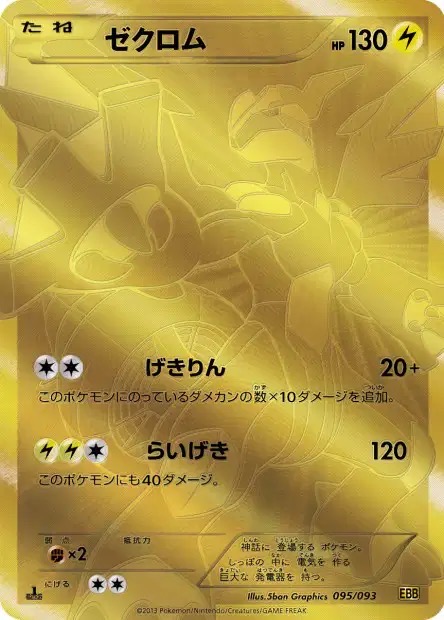 たね ゼクロム HP 130
げきりん 20+
このポケモンにのっているダメカンの数×10ダメージを追加。
らいげき 120
このポケモンにも40ダメージ。
弱点 抵抗力
×2
神話に 登場する ポケモン。
しっぽの 中に 電気を 作る
巨大な 発電器を 持つ。
にげる
Illus.5ban Graphics 095/093 EBB
©2013 Pokémon/Nintendo/Creatures/GAME FREAK